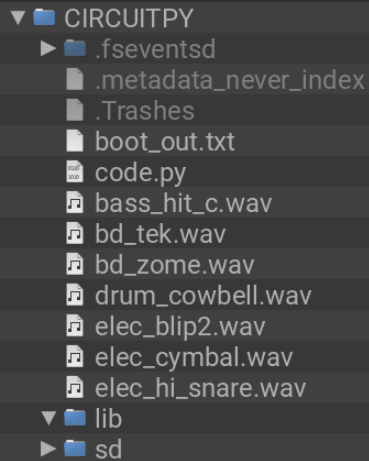 CIRCUITPY
.fseventsd
.metadata_never_index
.Trashes
boot_out.txt
code.py
bass_hit_c.wav
bd_tek.wav
bd_zome.wav
drum_cowbell.wav
elec_blip2.wav
elec_cymbal.wav
elec_hi_snare.wav
lib
sd